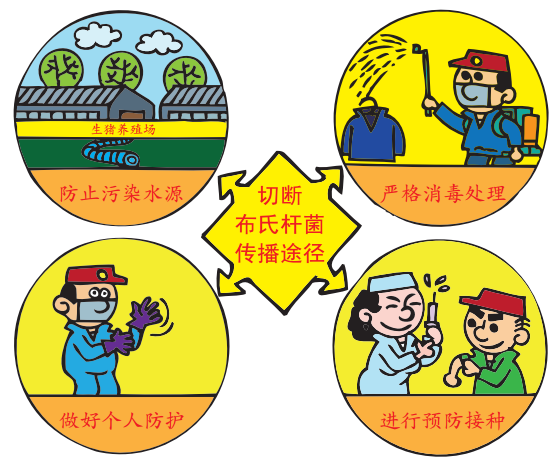 生猪养殖场
防止污染水源
严格消毒处理
切断
布氏杆菌
传播途径
做好个人防护
进行预防接种